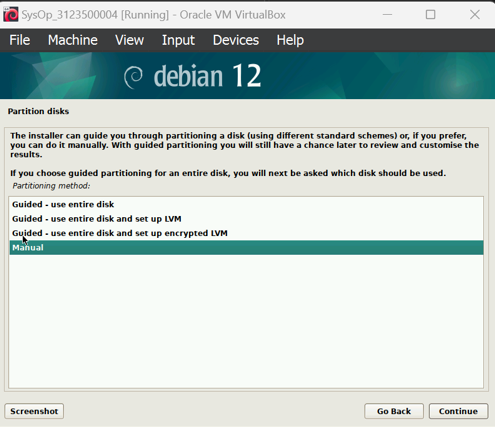 SysOp_3123500004 [Running] - Oracle VM VirtualBox
File Machine View Input Devices Help
debian 12
Partition disks
The installer can guide you through partitioning a disk (using different standard schemes) or, if you prefer,
you can do it manually. With guided partitioning you will still have a chance later to review and customise the
results.
If you choose guided partitioning for an entire disk, you will next be asked which disk should be used.
Partitioning method:
Guided - use entire disk
Guided - use entire disk and set up LVM
Guided - use entire disk and set up encrypted LVM
Manual
Screenshot Go Back Continue